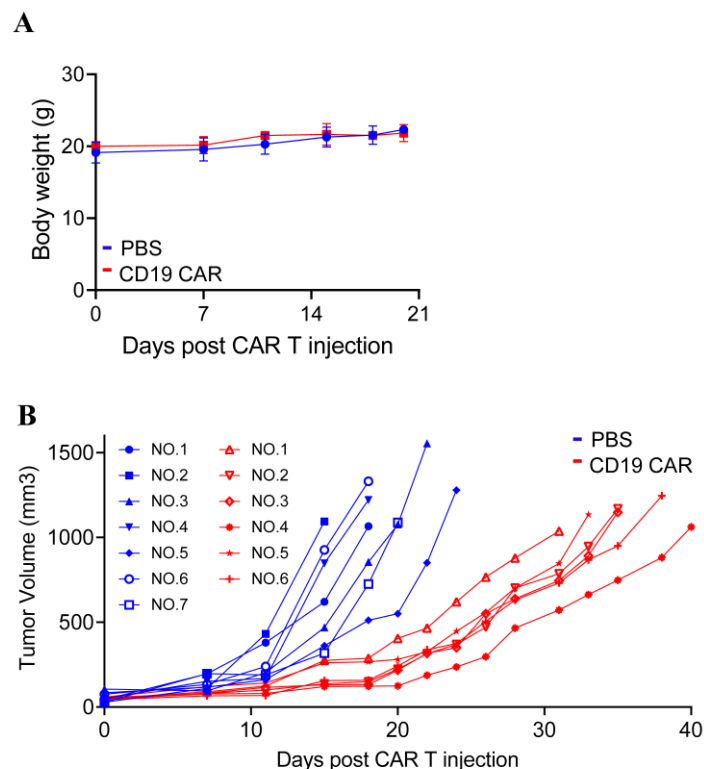 A
30
20
10
0
Body weight (g)
PBS
CD19 CAR
0 7 14 21
Days post CAR T injection
B
1500
1000
500
0
Tumor Volume (mm3)
NO.1 NO.1
NO.2 NO.2
NO.3 NO.3
NO.4 NO.4
NO.5 NO.5
NO.6 NO.6
NO.7
PBS
CD19 CAR
0 10 20 30 40
Days post CAR T injection